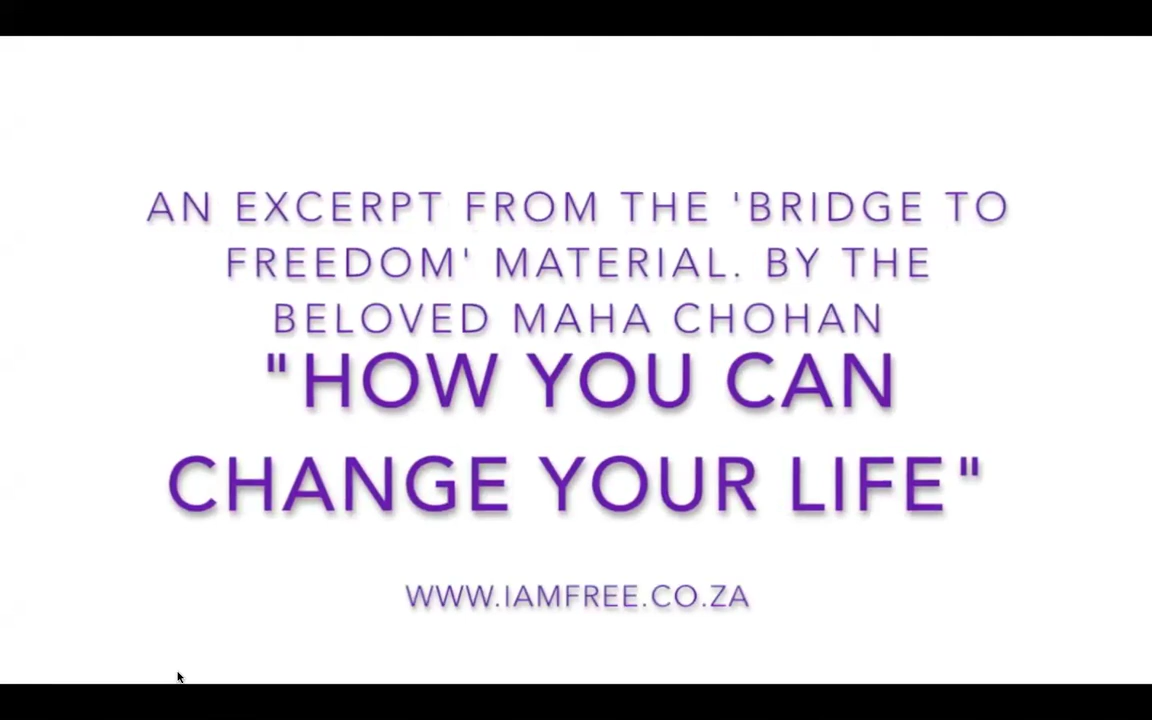 AN EXCERPT FROM THE 'BRIDGE TO
FREEDOM' MATERIAL. BY THE
BELOVED MAHA CHOHAN
"HOW YOU CAN
CHANGE YOUR LIFE"
WWW.IAMFREE.CO.ZA